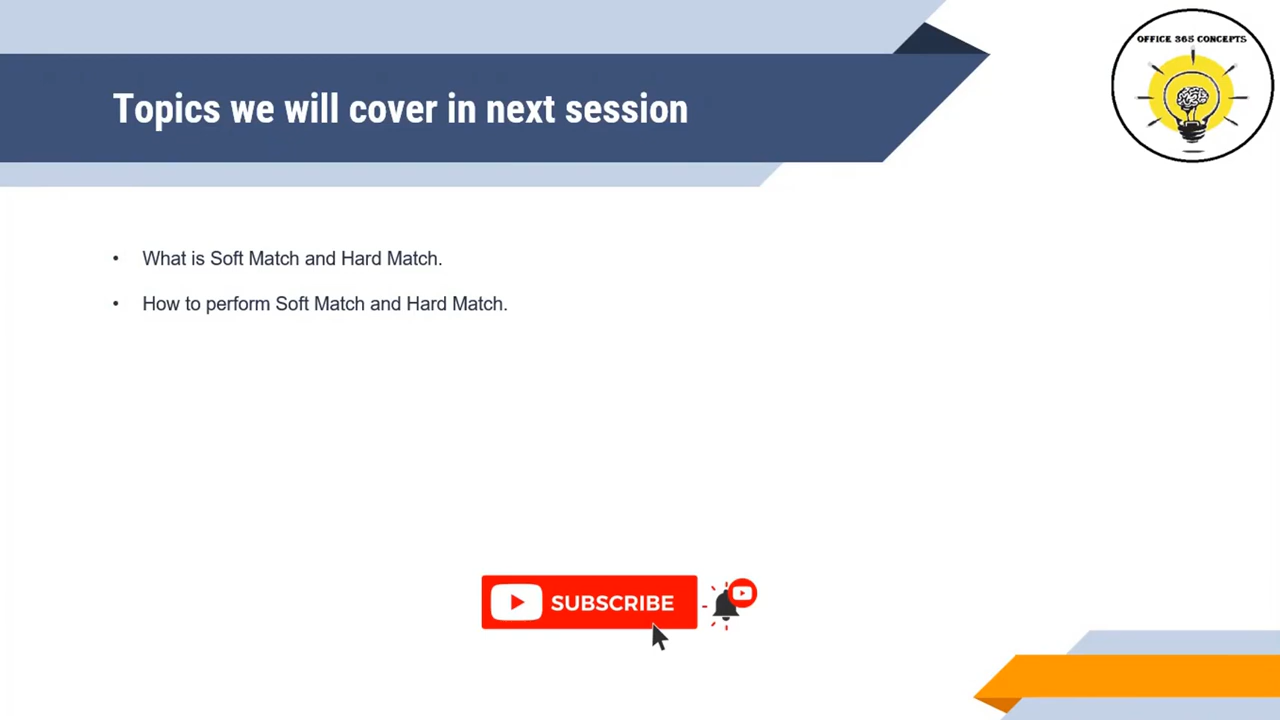 OFFICE 365 CONCEPTS
Topics we will cover in next session
• What is Soft Match and Hard Match.
• How to perform Soft Match and Hard Match.
SUBSCRIBE